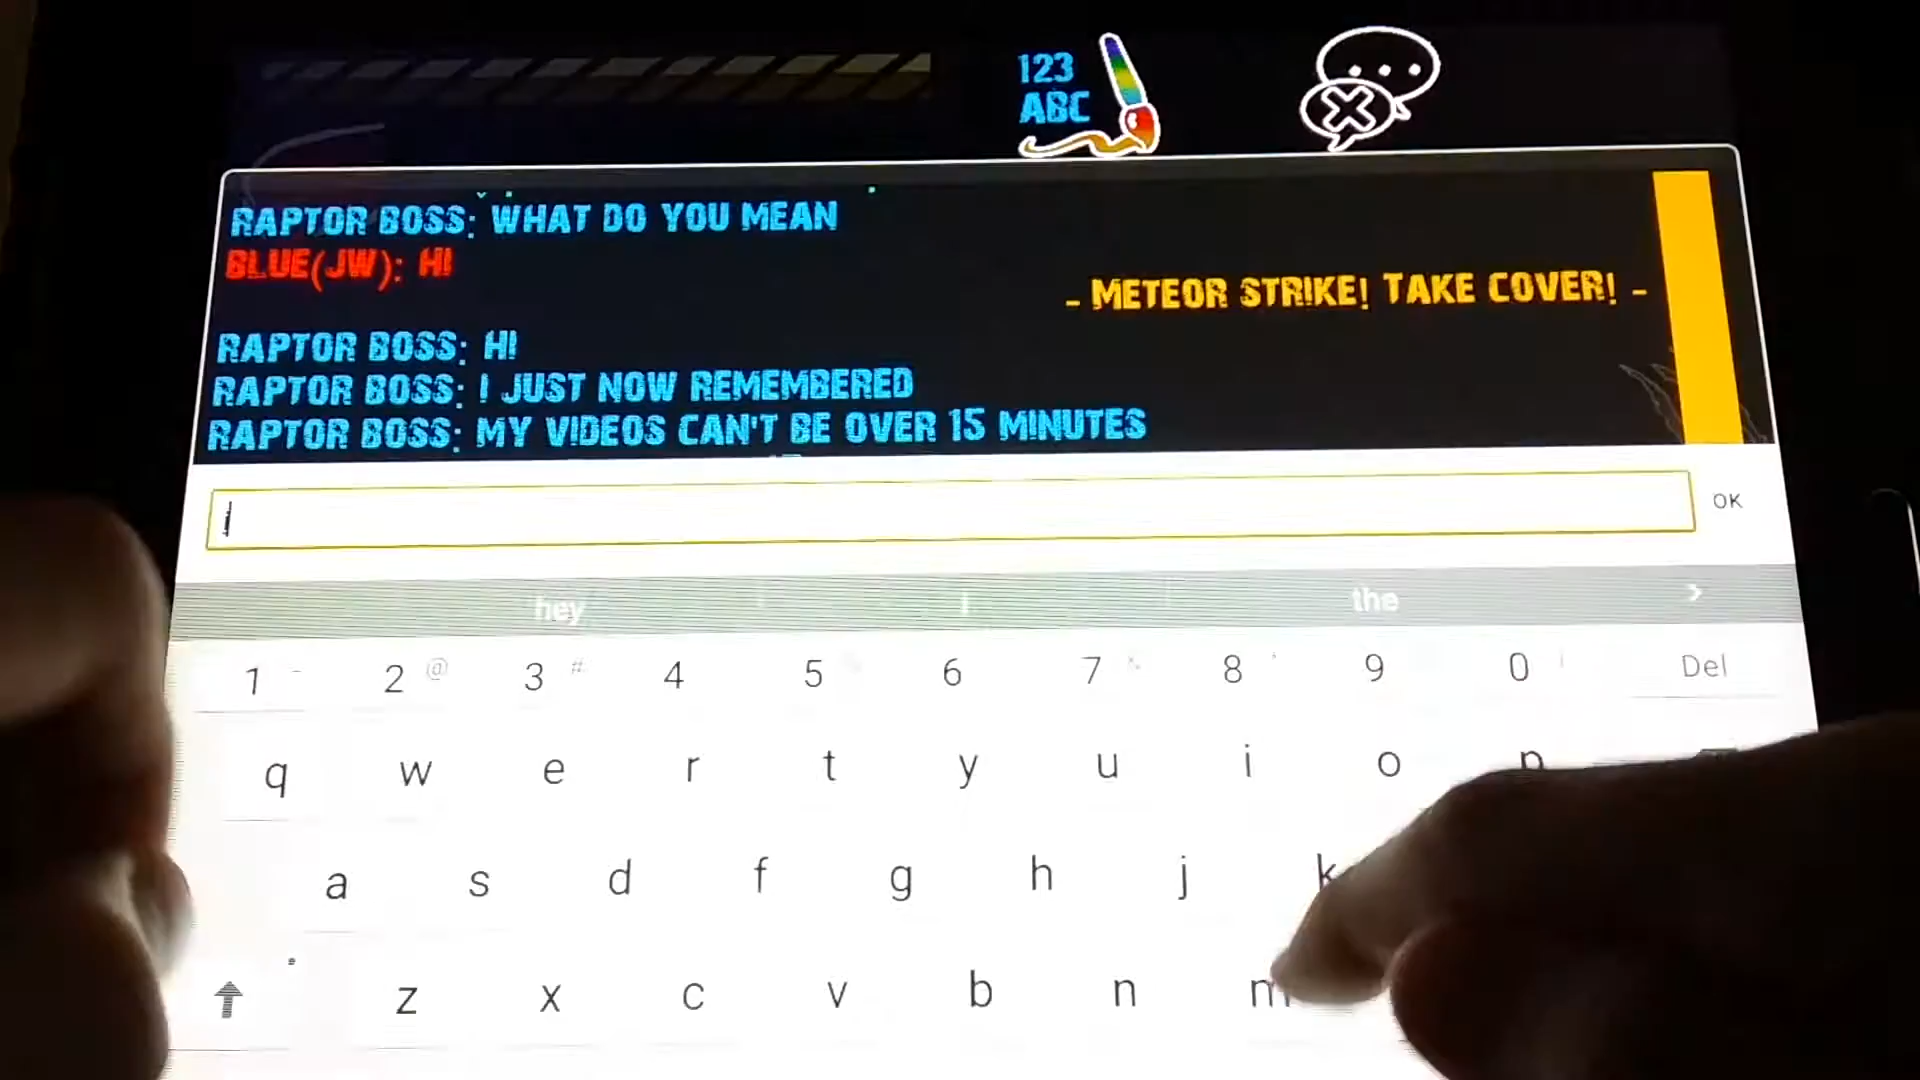 123
ABC
RAPTOR BOSS: WHAT DO YOU MEAN
BLUE(JW): HI
- METEOR STRIKE! TAKE COVER! -
RAPTOR BOSS: HI
RAPTOR BOSS: I JUST NOW REMEMBERED
RAPTOR BOSS: MY VIDEOS CAN'T BE OVER 15 MINUTES
OK
hey I the >
1 - 2 @ 3 # 4 5 6 7 8 9 0 Del
q w e r t y u i o p
a s d f g h j k
z x c v b n m